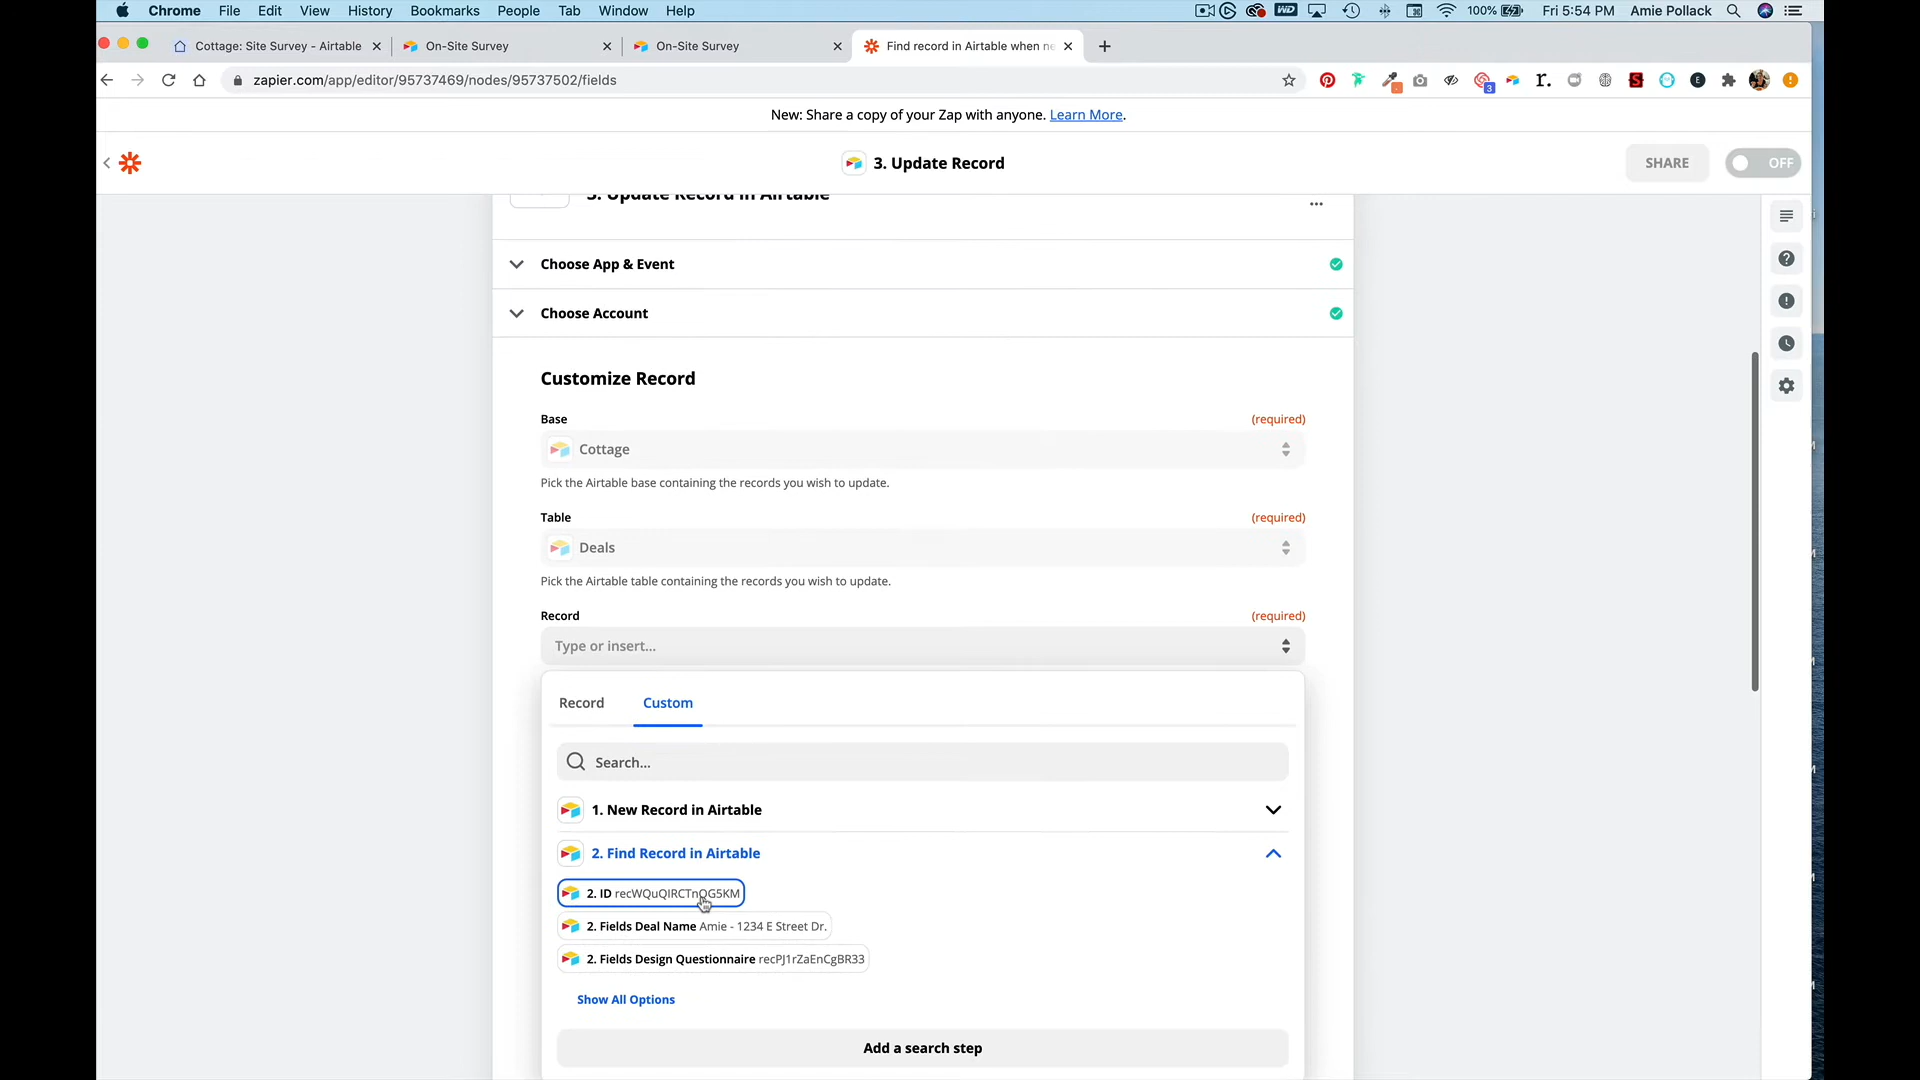 Chrome File Edit View History Bookmarks People Tab Window Help 100% Fri 5:54 PM Amie Pollack
Cottage: Site Survey - Airtable On-Site Survey On-Site Survey Find record in Airtable when ne
zapier.com/app/editor/95737469/nodes/95737502/fields
New: Share a copy of your Zap with anyone. Learn More.
3. Update Record SHARE OFF
3. Update Record in Airtable
Choose App & Event
Choose Account
Customize Record
Base (required)
Cottage
Pick the Airtable base containing the records you wish to update.
Table (required)
Deals
Pick the Airtable table containing the records you wish to update.
Record (required)
Type or insert...
Record Custom
Search...
1. New Record in Airtable
2. Find Record in Airtable
2. ID recWQuQIRCTnQG5KM
2. Fields Deal Name Amie - 1234 E Street Dr.
2. Fields Design Questionnaire recPJ1rZaEnCgBR33
Show All Options
Add a search step